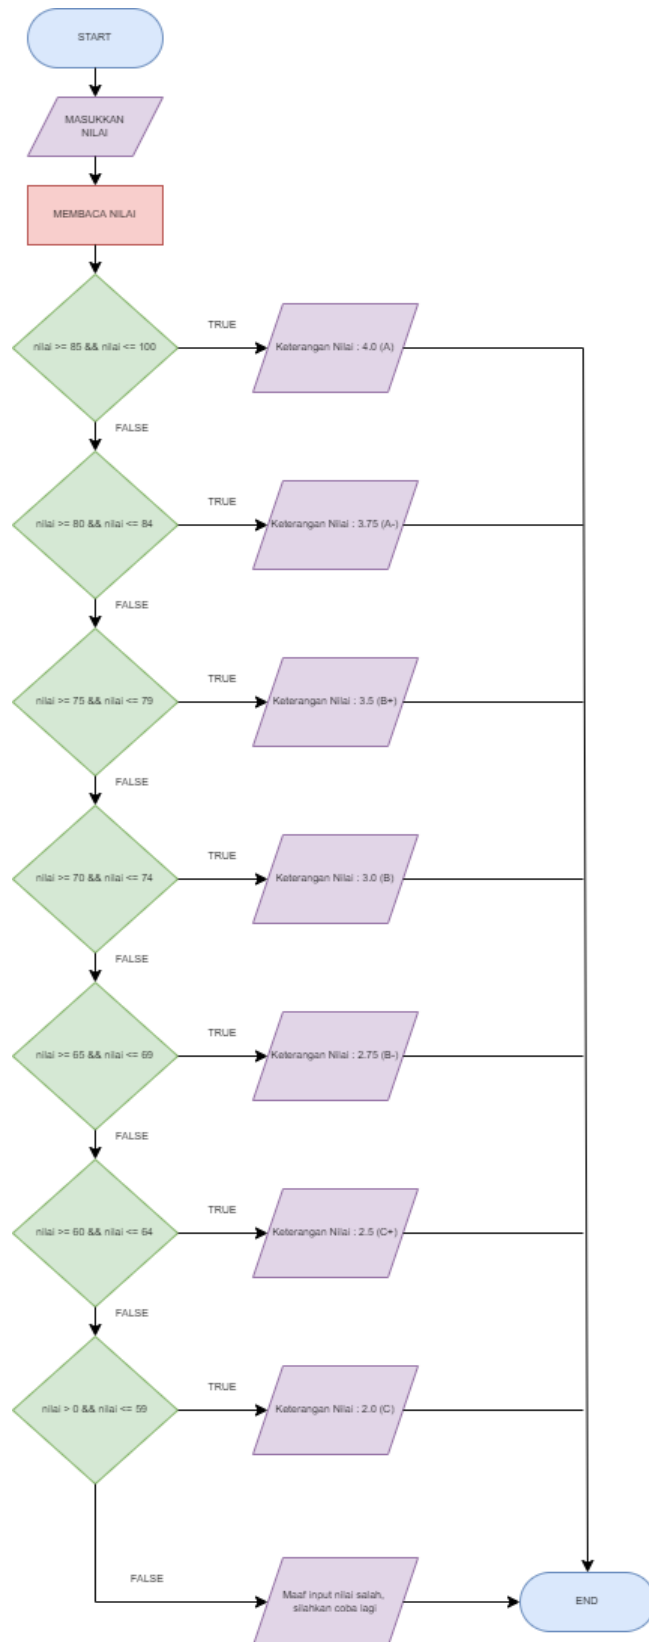 START
MASUKKAN
NILAI
MEMBACA NILAI
nilai >= 85 && nilai <= 100
TRUE
Keterangan Nilai : 4.0 (A)
FALSE
nilai >= 80 && nilai <= 84
TRUE
Keterangan Nilai : 3.75 (A-)
FALSE
nilai >= 75 && nilai <= 79
TRUE
Keterangan Nilai : 3.5 (B+)
FALSE
nilai >= 70 && nilai <= 74
TRUE
Keterangan Nilai : 3.0 (B)
FALSE
nilai >= 65 && nilai <= 69
TRUE
Keterangan Nilai : 2.75 (B-)
FALSE
nilai >= 60 && nilai <= 64
TRUE
Keterangan Nilai : 2.5 (C+)
FALSE
nilai > 0 && nilai <= 59
TRUE
Keterangan Nilai : 2.0 (C)
FALSE
Maaf input nilai salah,
silahkan coba lagi
END